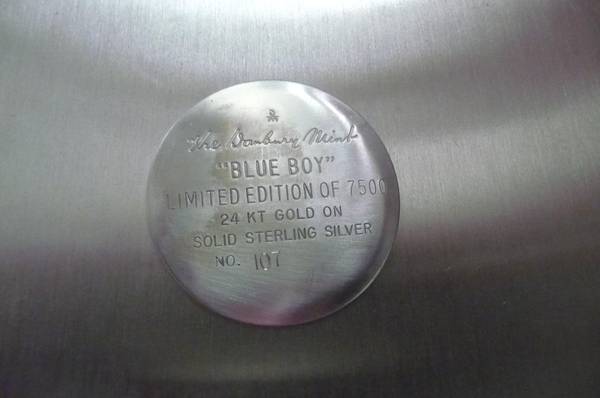 The Danbury Mint
"BLUE BOY"
LIMITED EDITION OF 7500
24 KT GOLD ON
SOLID STERLING SILVER
NO. 107